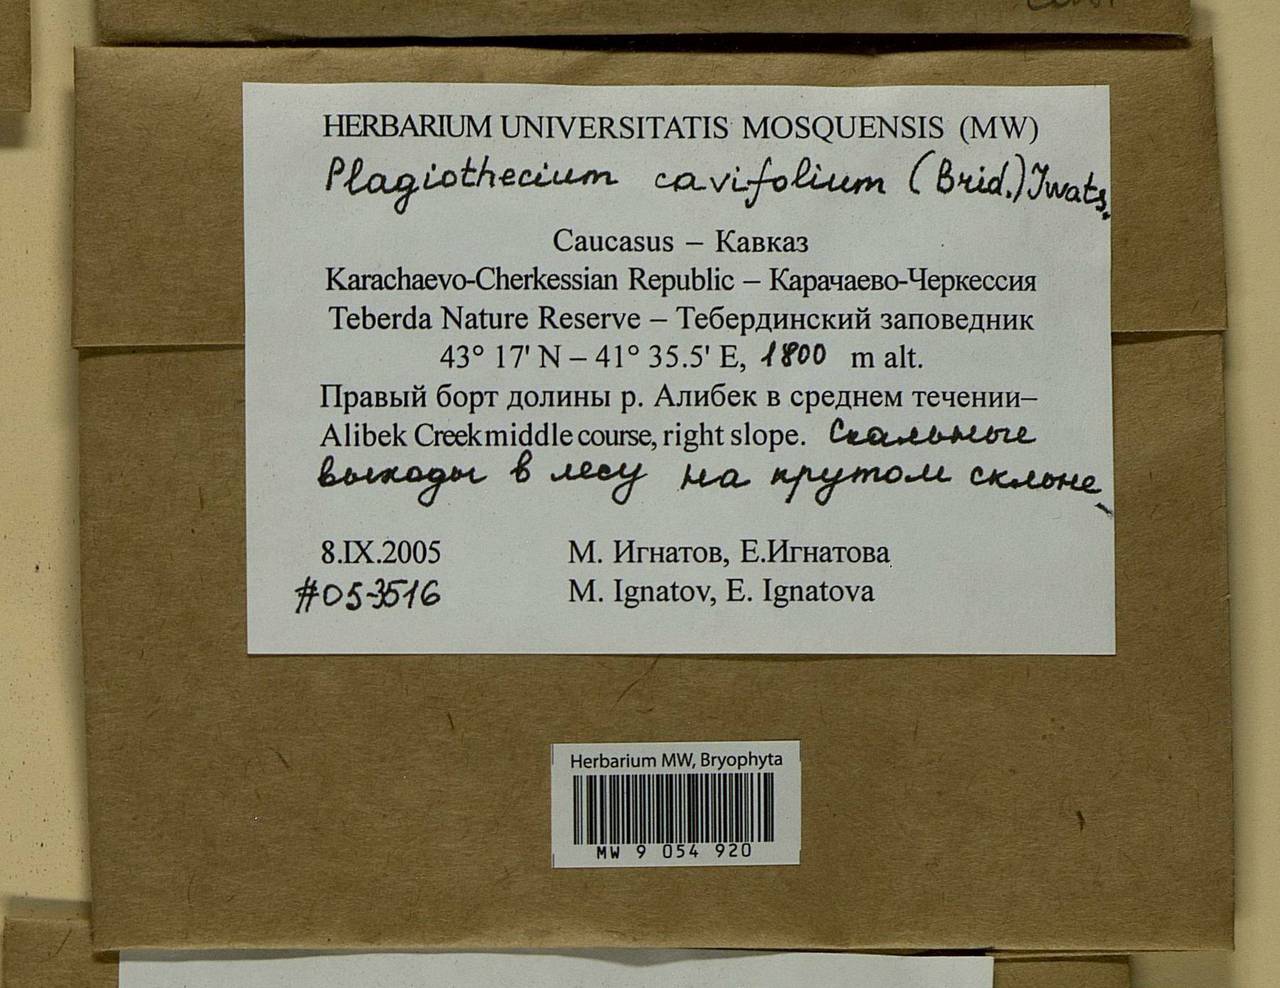 HERBARIUM UNIVERSITATIS MOSQUENSIS (MW)
Plagiothecium cavifolium (Brid.) Iwats.
Caucasus – Кавказ
Karachaevo-Cherkessian Republic – Карачаево-Черкессия
Teberda Nature Reserve – Тебердинский заповедник
43° 17' N – 41° 35.5' E, 1800 m alt.
Правый борт долины р. Алибек в среднем течении–
Alibek Creek middle course, right slope. Скальные
выходы в лесу на крутом склоне
8.IX.2005 М. Игнатов, Е.Игнатова
#05-3516 M. Ignatov, E. Ignatova
Herbarium MW, Bryophyta
MW 9 054 920